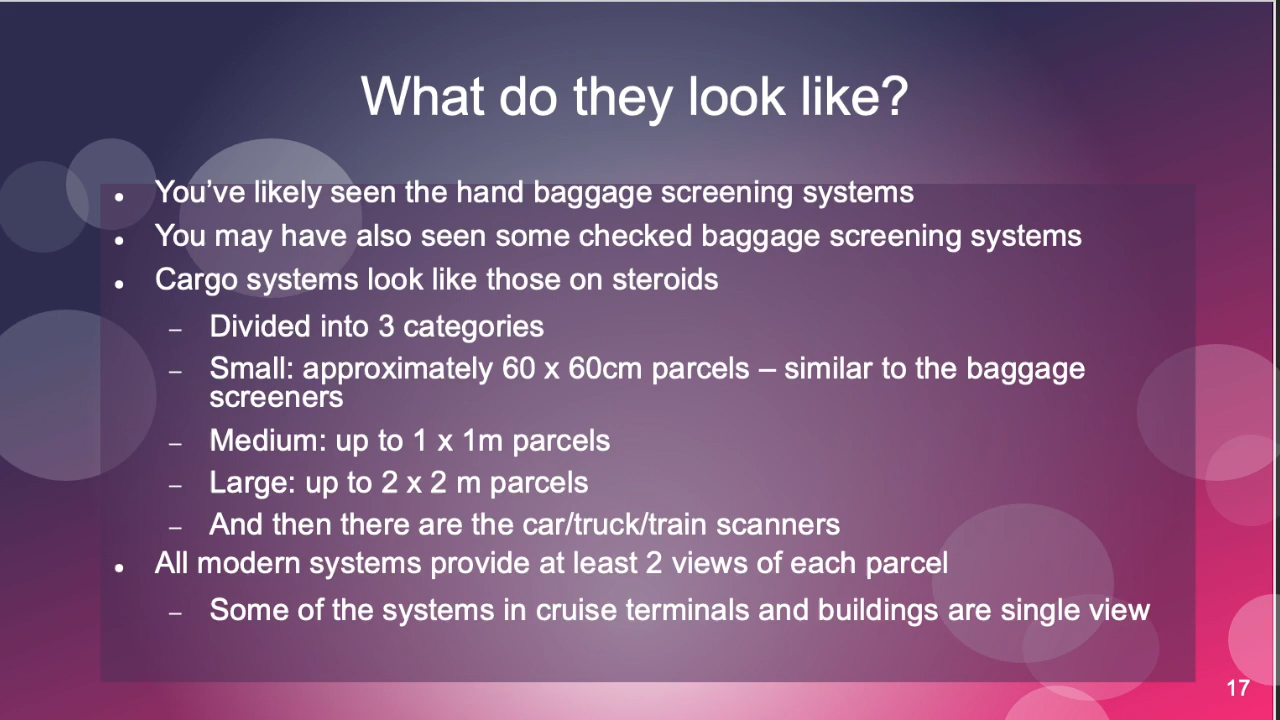 What do they look like?
● You’ve likely seen the hand baggage screening systems
● You may have also seen some checked baggage screening systems
● Cargo systems look like those on steroids
– Divided into 3 categories
– Small: approximately 60 x 60cm parcels – similar to the baggage
screeners
– Medium: up to 1 x 1m parcels
– Large: up to 2 x 2 m parcels
– And then there are the car/truck/train scanners
● All modern systems provide at least 2 views of each parcel
– Some of the systems in cruise terminals and buildings are single view
17